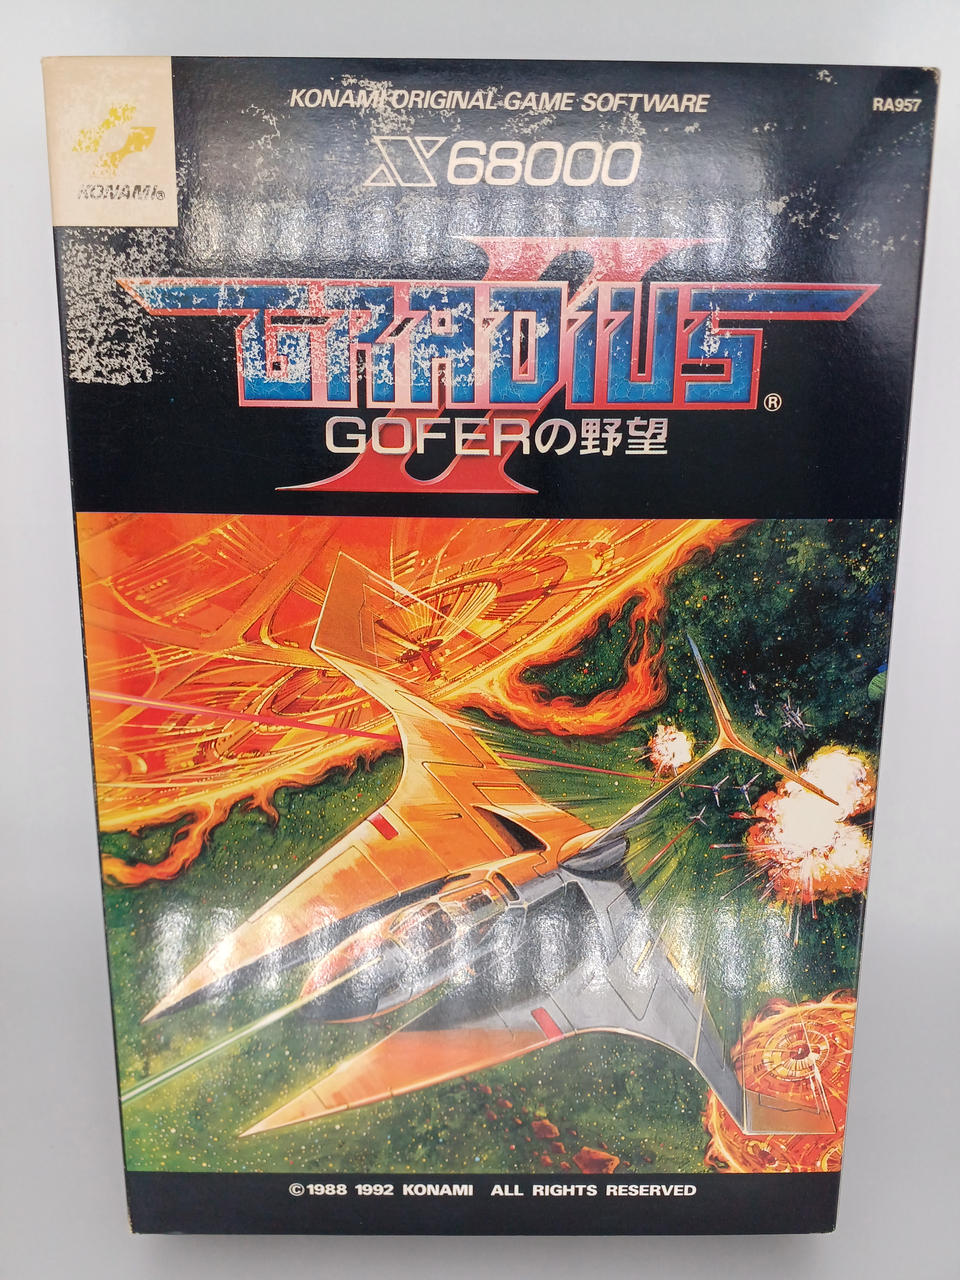 KONAMI ORIGINAL GAME SOFTWARE
RA957
KONAMI®
X68000
GRADIUS II ®
GOFERの野望
©1988 1992 KONAMI ALL RIGHTS RESERVED